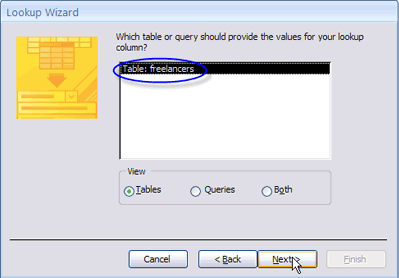 Lookup Wizard
Which table or query should provide the values for your lookup
column?
Table: freelancers
View
Tables
Queries
Both
Cancel
< Back
Next >
Finish